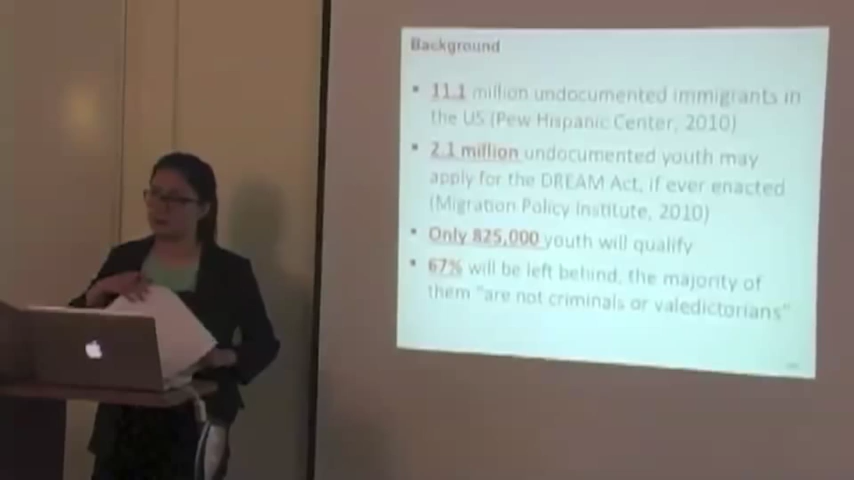 Background
• 11.1 million undocumented immigrants in
the US (Pew Hispanic Center, 2010)
• 2.1 million undocumented youth may
apply for the DREAM Act, if ever enacted
(Migration Policy Institute, 2010)
• Only 825,000 youth will qualify
• 67% will be left behind, the majority of
them "are not criminals or valedictorians"